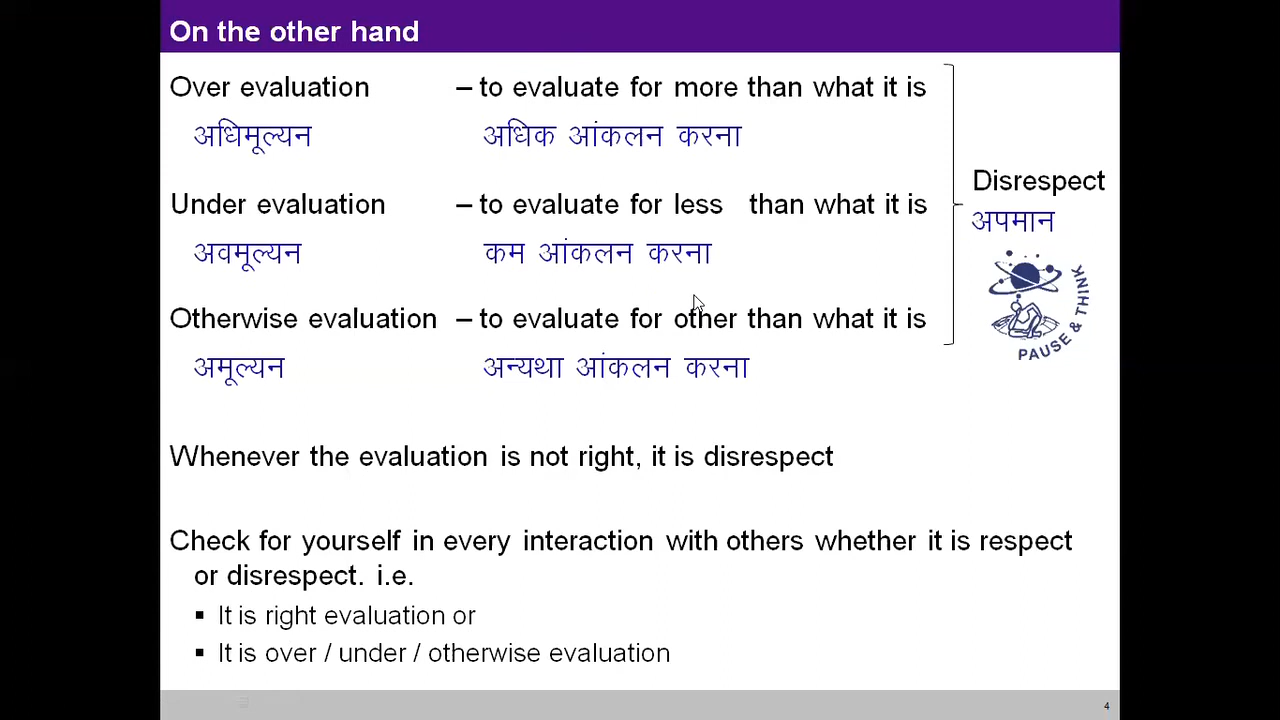 On the other hand
Over evaluation – to evaluate for more than what it is
अधिमूल्यन अधिक आंकलन करना
Under evaluation – to evaluate for less than what it is
अवमूल्यन कम आंकलन करना
Otherwise evaluation – to evaluate for other than what it is
अमूल्यन अन्यथा आंकलन करना
Disrespect
अपमान
PAUSE & THINK
Whenever the evaluation is not right, it is disrespect
Check for yourself in every interaction with others whether it is respect
or disrespect. i.e.
▪ It is right evaluation or
▪ It is over / under / otherwise evaluation
4